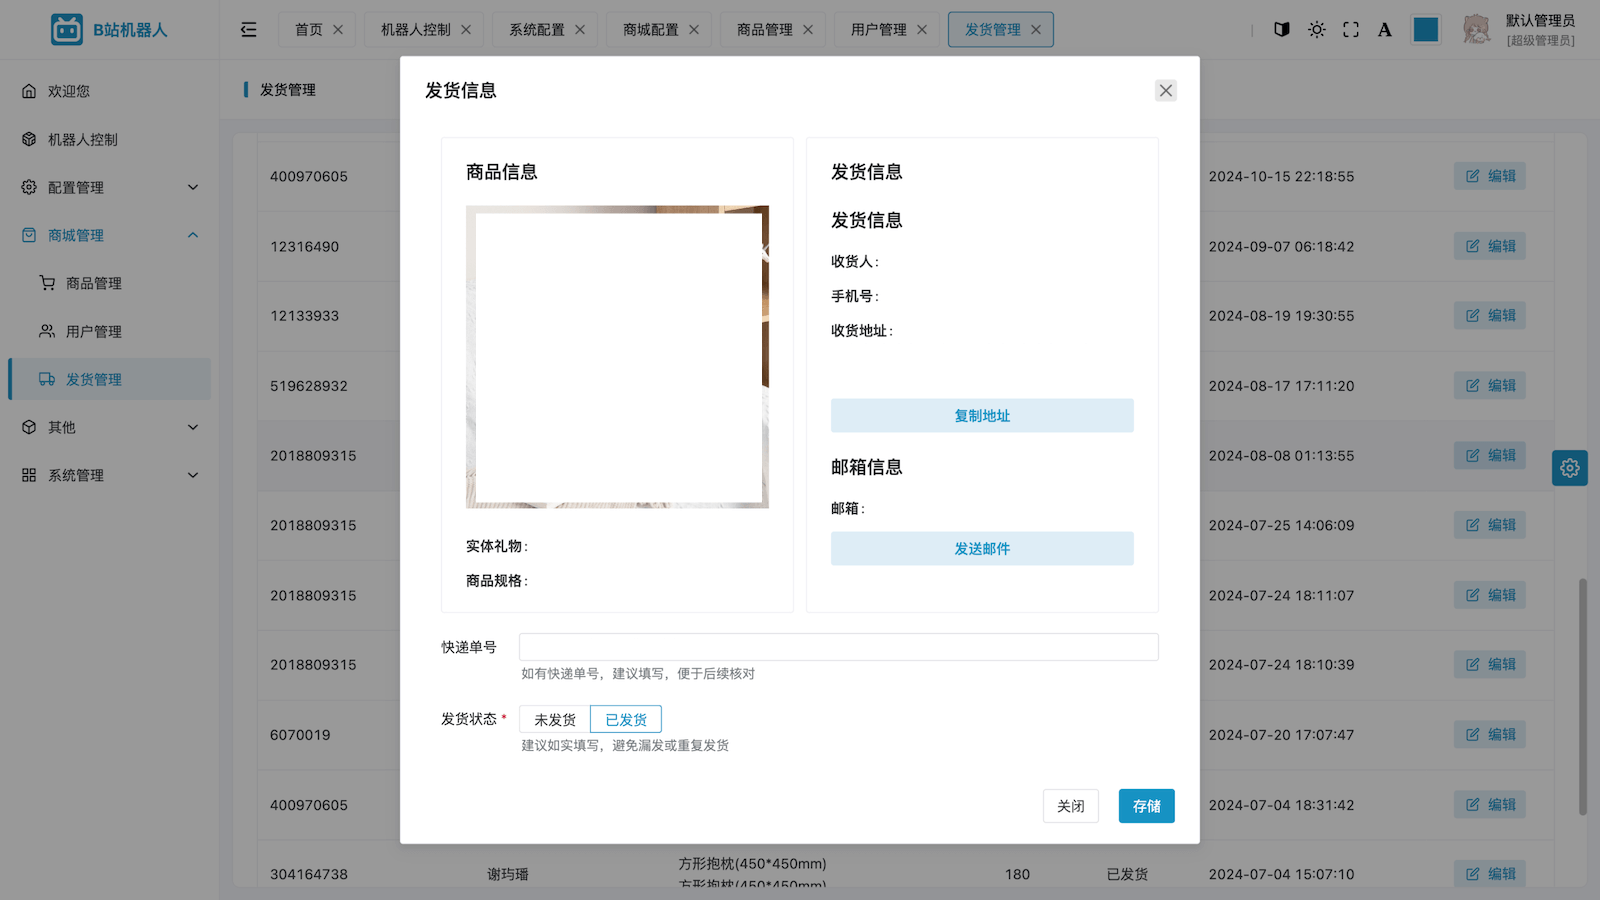 B站机器人
首页
机器人控制
系统配置
商城配置
商品管理
用户管理
发货管理
A
默认管理员
[超级管理员]
欢迎您
机器人控制
配置管理
商城管理
商品管理
用户管理
发货管理
其他
系统管理
发货管理
发货信息
商品信息
实体礼物:
商品规格:
发货信息
发货信息
收货人:
手机号:
收货地址:
复制地址
邮箱信息
邮箱:
发送邮件
快递单号
如有快递单号，建议填写，便于后续核对
发货状态 *
未发货 已发货
建议如实填写，避免漏发或重复发货
关闭
存储
400970605 2024-10-15 22:18:55 编辑
12316490 2024-09-07 06:18:42 编辑
12133933 2024-08-19 19:30:55 编辑
519628932 2024-08-17 17:11:20 编辑
2018809315 2024-08-08 01:13:55 编辑
2018809315 2024-07-25 14:06:09 编辑
2018809315 2024-07-24 18:11:07 编辑
2018809315 2024-07-24 18:10:39 编辑
6070019 2024-07-20 17:07:47 编辑
400970605 2024-07-04 18:31:42 编辑
304164738 谢玙璠 方形抱枕(450*450mm) 180 已发货 2024-07-04 15:07:10 编辑
方形抱枕(450*450mm)